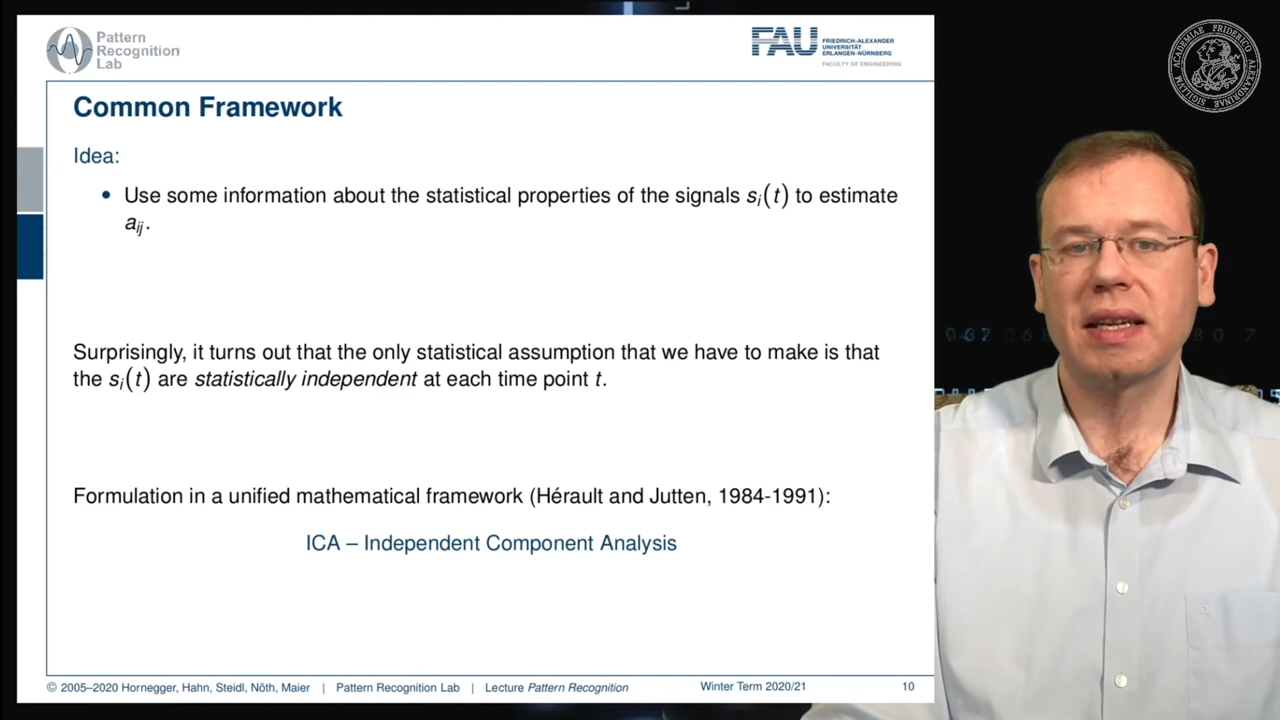 Pattern
Recognition
Lab
FAU
FRIEDRICH-ALEXANDER
UNIVERSITÄT
ERLANGEN-NÜRNBERG
FACULTY OF ENGINEERING
Common Framework
Idea:
• Use some information about the statistical properties of the signals sᵢ(t) to estimate
aᵢⱼ.
Surprisingly, it turns out that the only statistical assumption that we have to make is that
the sᵢ(t) are statistically independent at each time point t.
Formulation in a unified mathematical framework (Hérault and Jutten, 1984-1991):
ICA – Independent Component Analysis
© 2005–2020 Hornegger, Hahn, Steidl, Nöth, Maier | Pattern Recognition Lab | Lecture Pattern Recognition Winter Term 2020/21 10